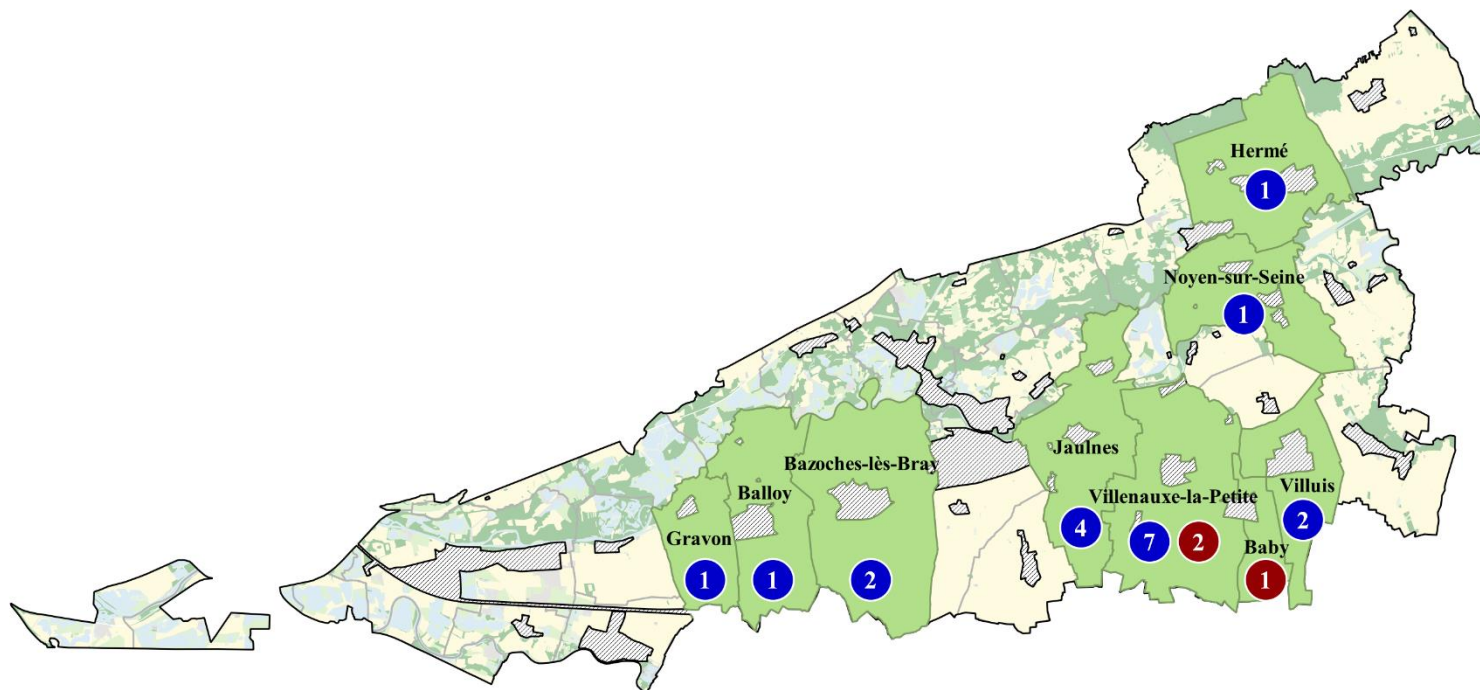 Hermé
1
Noyen-sur-Seine
1
Jaulnes
4
Villenauxe-la-Petite
7 2
Villuis
2
Baby
1
Bazoches-lès-Bray
2
Balloy
1
Gravon
1